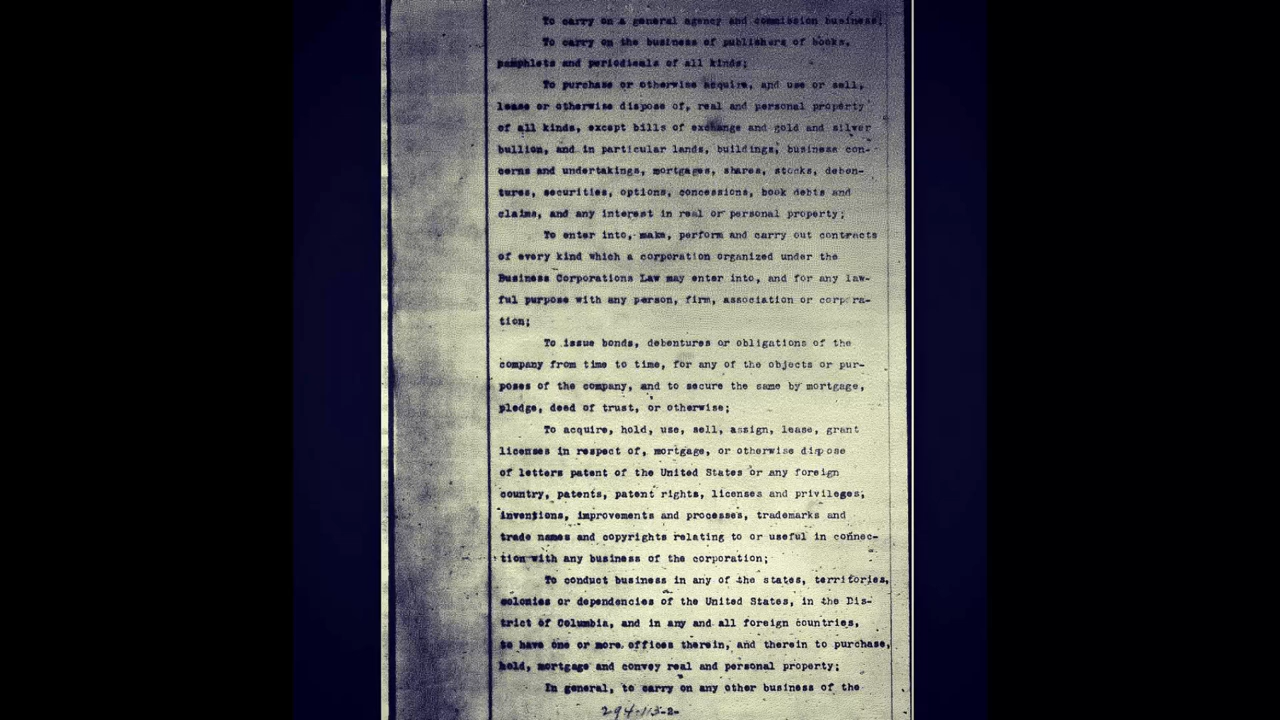 To carry on a general agency and commission business;
To carry on the business of publishers of books,
pamphlets and periodicals of all kinds;
To purchase or otherwise acquire, and use or sell,
lease or otherwise dispose of, real and personal property
of all kinds, except bills of exchange and gold and silver
bullion, and in particular lands, buildings, business con-
cerns and undertakings, mortgages, shares, stocks, deben-
tures, securities, options, concessions, book debts and
claims, and any interest in real or personal property;
To enter into, make, perform and carry out contracts
of every kind which a corporation organized under the
Business Corporations Law may enter into, and for any law-
ful purpose with any person, firm, association or corpora-
tion;
To issue bonds, debentures or obligations of the
company from time to time, for any of the objects or pur-
poses of the company, and to secure the same by mortgage,
pledge, deed of trust, or otherwise;
To acquire, hold, use, sell, assign, lease, grant
licenses in respect of, mortgage, or otherwise dispose
of letters patent of the United States or any foreign
country, patents, patent rights, licenses and privileges,
inventions, improvements and processes, trademarks and
trade names and copyrights relating to or useful in connec-
tion with any business of the corporation;
To conduct business in any of the states, territories,
colonies or dependencies of the United States, in the Dis-
trict of Columbia, and in any and all foreign countries,
to have one or more offices therein, and therein to purchase,
hold, mortgage and convey real and personal property;
In general, to carry on any other business of the
-2-